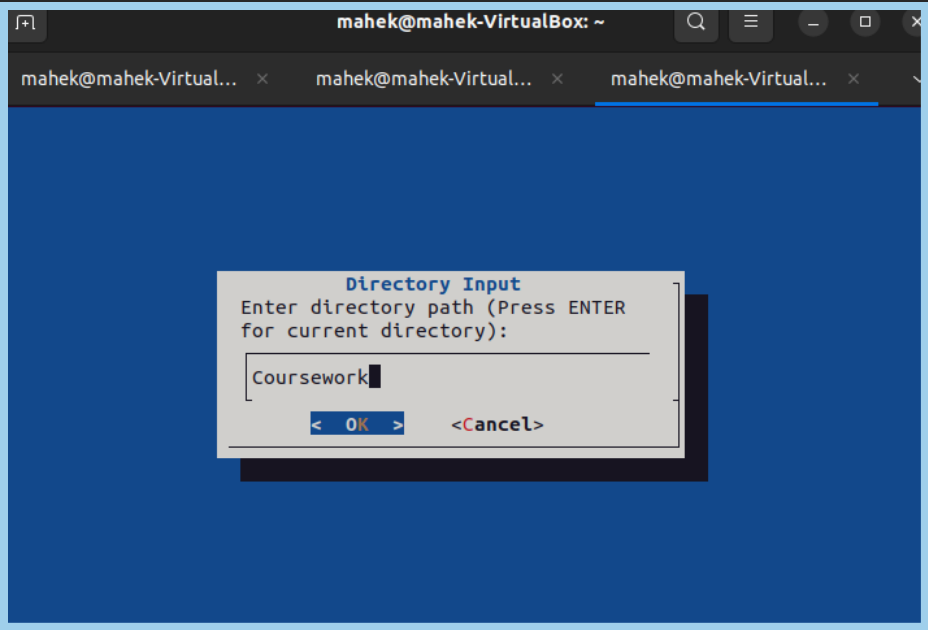 mahek@mahek-VirtualBox: ~
mahek@mahek-Virtual... mahek@mahek-Virtual... mahek@mahek-Virtual...
Directory Input
Enter directory path (Press ENTER
for current directory):
Coursework
< OK > <Cancel>